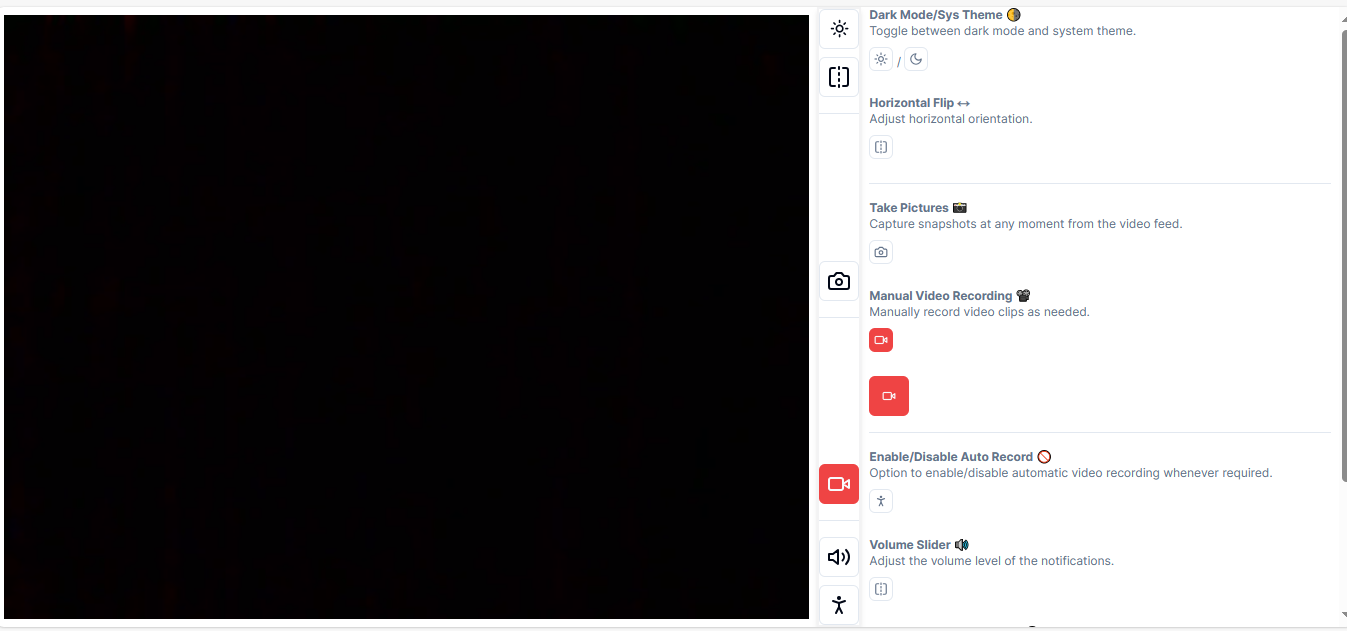 Dark Mode/Sys Theme 🌗
Toggle between dark mode and system theme.
/
Horizontal Flip ↔
Adjust horizontal orientation.
Take Pictures 📸
Capture snapshots at any moment from the video feed.
Manual Video Recording 📽️
Manually record video clips as needed.
Enable/Disable Auto Record 🚫
Option to enable/disable automatic video recording whenever required.
Volume Slider 🔊
Adjust the volume level of the notifications.